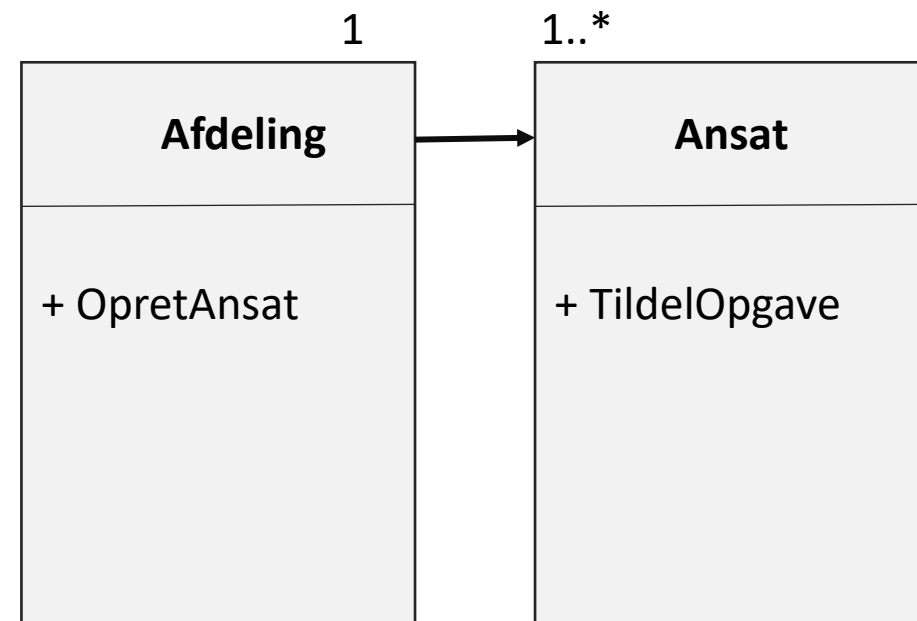 1 1..*
Afdeling Ansat
+ OpretAnsat + TildelOpgave